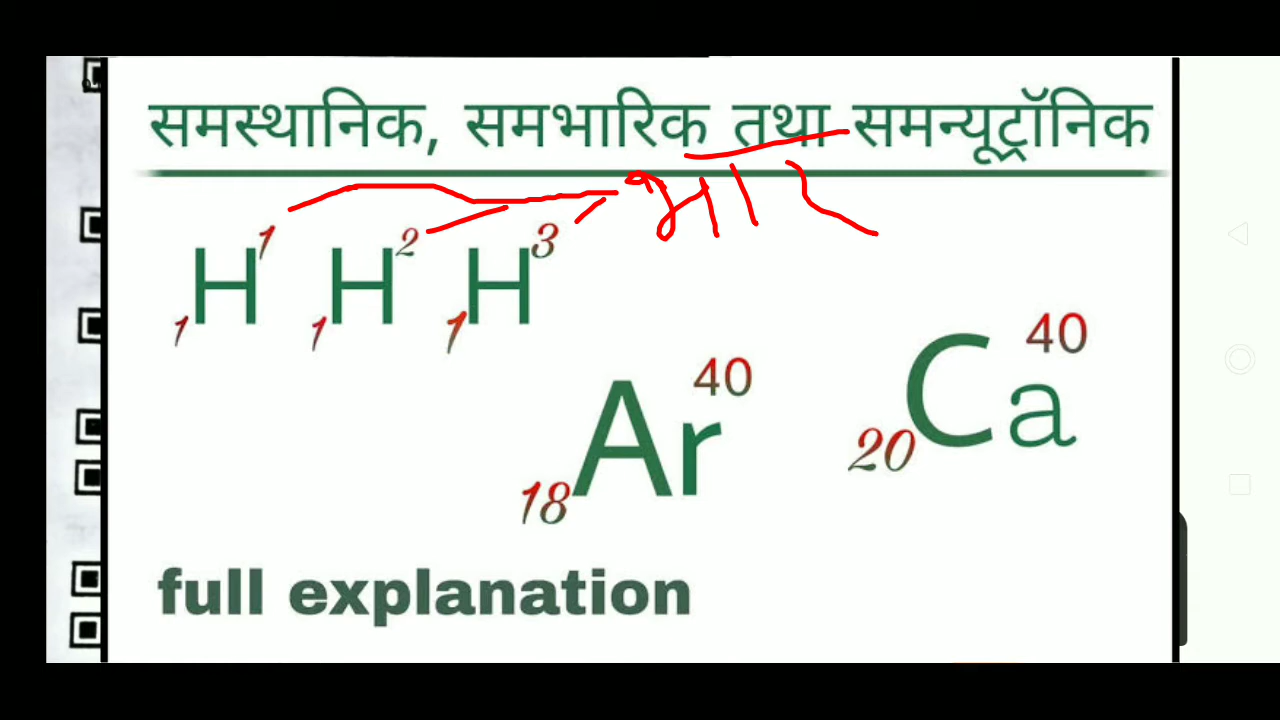 समस्थानिक, समभारिक तथा समन्यूट्रॉनिक
भार
1H1 1H2 1H3
18Ar40
20Ca40
full explanation